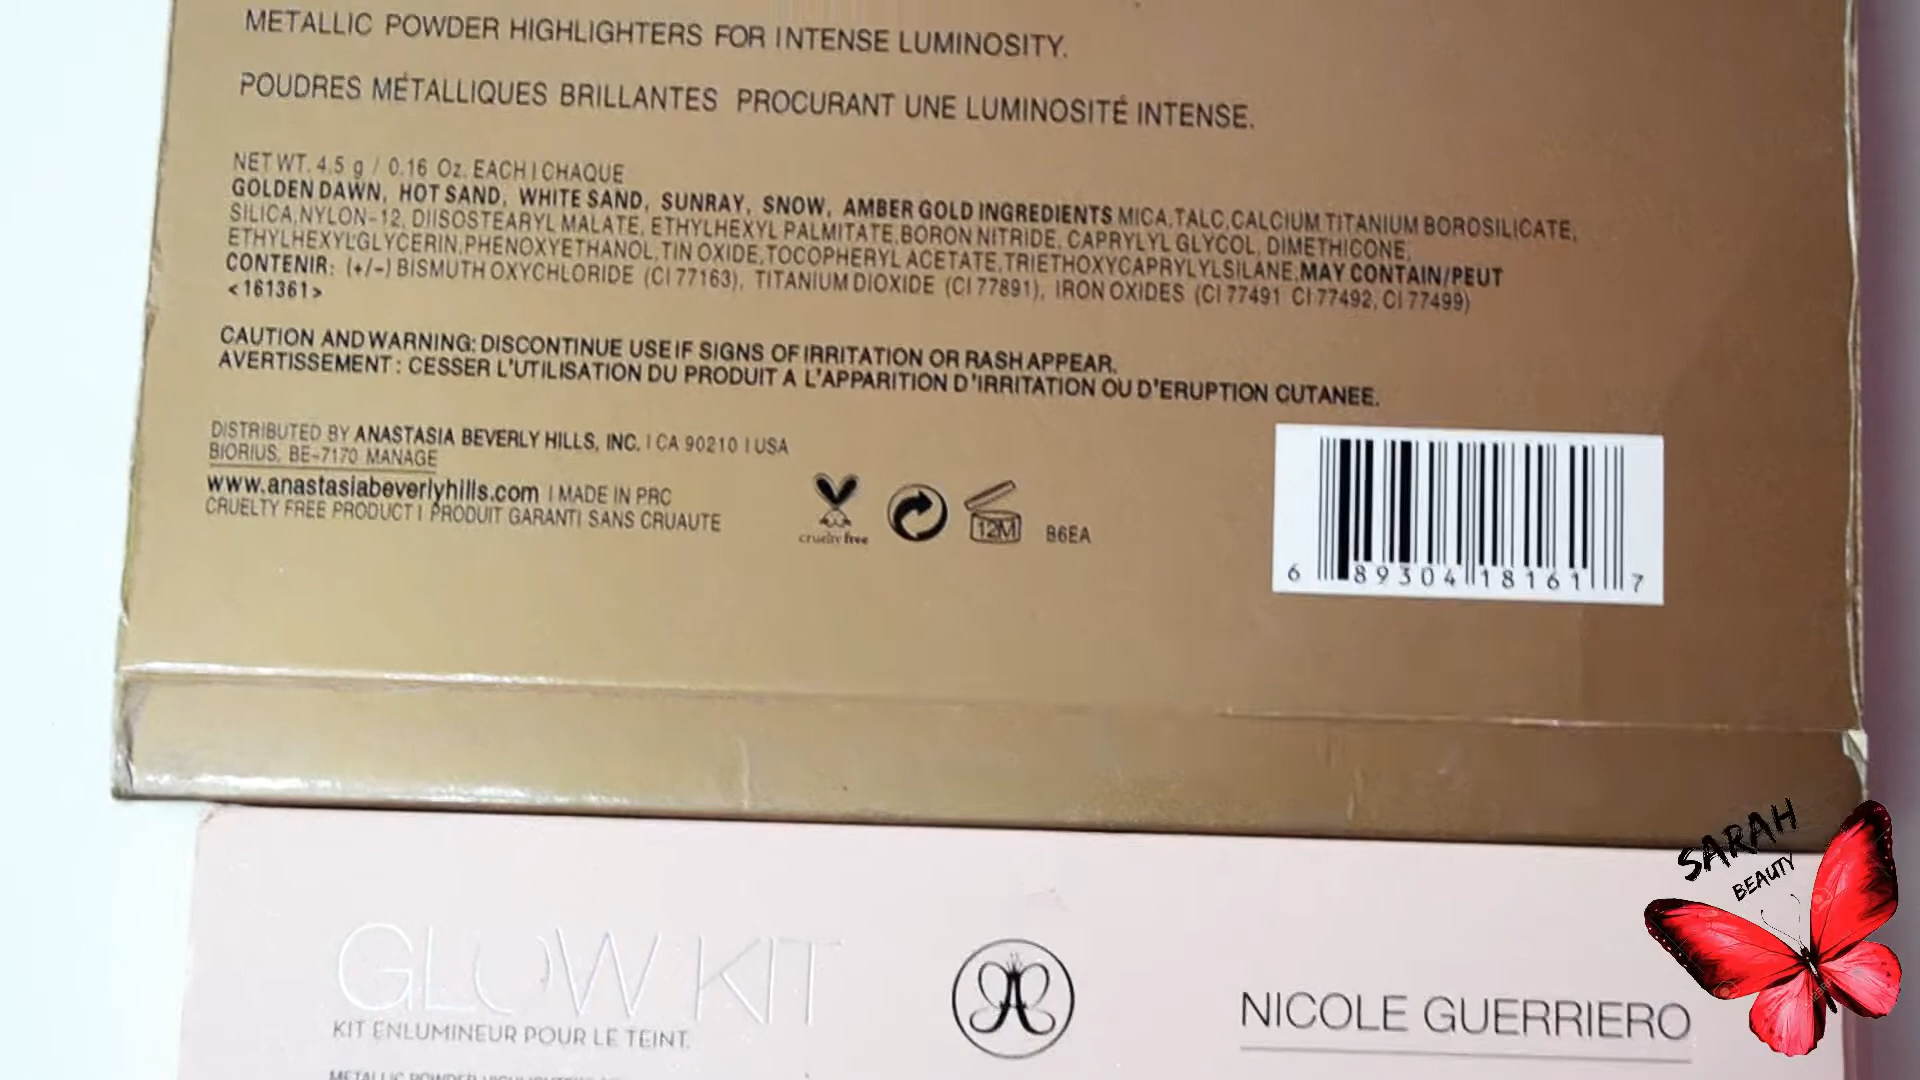 METALLIC POWDER HIGHLIGHTERS FOR INTENSE LUMINOSITY.
POUDRES MÉTALLIQUES BRILLANTES PROCURANT UNE LUMINOSITÉ INTENSE.
NET WT. 4.5 g / 0.16 Oz. EACH | CHAQUE
GOLDEN DAWN, HOT SAND, WHITE SAND, SUNRAY, SNOW, AMBER GOLD INGREDIENTS MICA,TALC,CALCIUM TITANIUM BOROSILICATE,
SILICA,NYLON-12, DIISOSTEARYL MALATE, ETHYLHEXYL PALMITATE,BORON NITRIDE, CAPRYLYL GLYCOL, DIMETHICONE,
ETHYLHEXYLGLYCERIN,PHENOXYETHANOL,TIN OXIDE,TOCOPHERYL ACETATE,TRIETHOXYCAPRYLYLSILANE.MAY CONTAIN/PEUT
CONTENIR: (+/-) BISMUTH OXYCHLORIDE (CI 77163), TITANIUM DIOXIDE (CI 77891), IRON OXIDES (CI 77491 CI 77492, CI 77499)
<161361>
CAUTION AND WARNING: DISCONTINUE USE IF SIGNS OF IRRITATION OR RASH APPEAR.
AVERTISSEMENT : CESSER L'UTILISATION DU PRODUIT A L'APPARITION D'IRRITATION OU D'ERUPTION CUTANEE.
DISTRIBUTED BY ANASTASIA BEVERLY HILLS, INC. | CA 90210 | USA
BIORIUS, BE-7170 MANAGE
www.anastasiabeverlyhills.com | MADE IN PRC
CRUELTY FREE PRODUCT | PRODUIT GARANTI SANS CRUAUTE
cruelty free
12M
B6EA
6 89304 18161 7
GLOW KIT
KIT ENLUMINEUR POUR LE TEINT.
NICOLE GUERRIERO
METALLIC POWDER
SARAH
BEAUTY